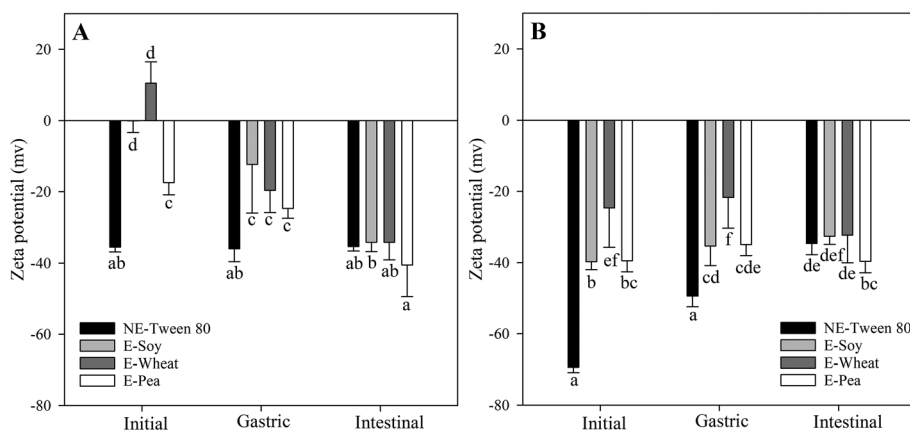 A
Zeta potential (mv)
20
0
-20
-40
-60
-80
d
d
c
ab
ab
c
c
c
ab
b
ab
a
NE-Tween 80
E-Soy
E-Wheat
E-Pea
Initial
Gastric
Intestinal
B
Zeta potential (mv)
20
0
-20
-40
-60
-80
a
b
ef
bc
a
cd
f
cde
de
def
de
bc
NE-Tween 80
E-Soy
E-Wheat
E-Pea
Initial
Gastric
Intestinal